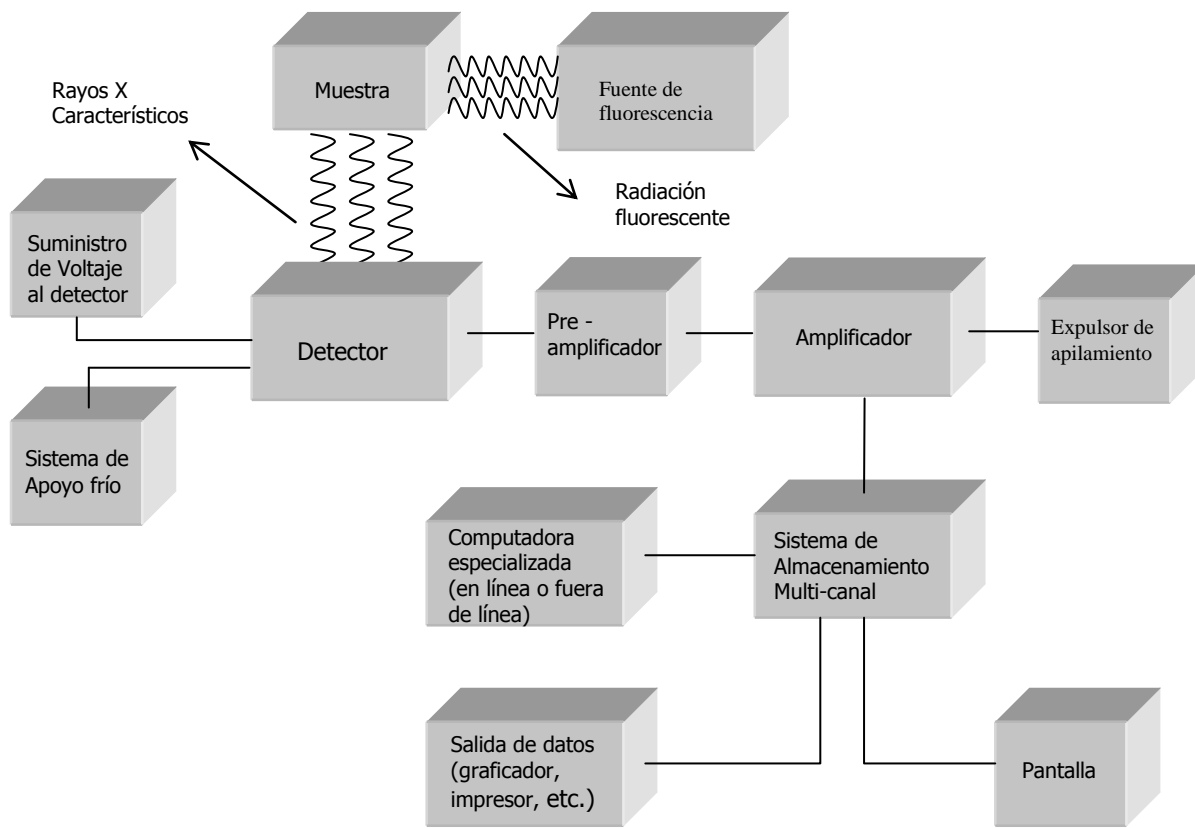 Muestra
Fuente de
fluorescencia
Rayos X
Característicos
Radiación
fluorescente
Suministro
de Voltaje
al detector
Detector
Pre -
amplificador
Amplificador
Expulsor de
apilamiento
Sistema de
Apoyo frío
Computadora
especializada
(en línea o fuera
de línea)
Sistema de
Almacenamiento
Multi-canal
Salida de datos
(graficador,
impresor, etc.)
Pantalla